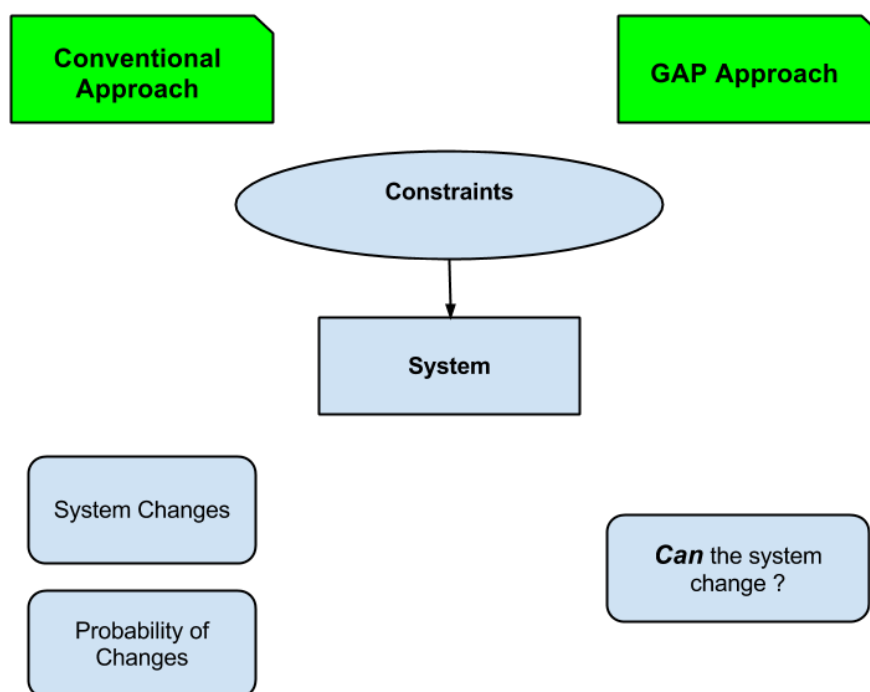 Conventional
Approach
GAP Approach
Constraints
System
System Changes
Can the system
change ?
Probability of
Changes